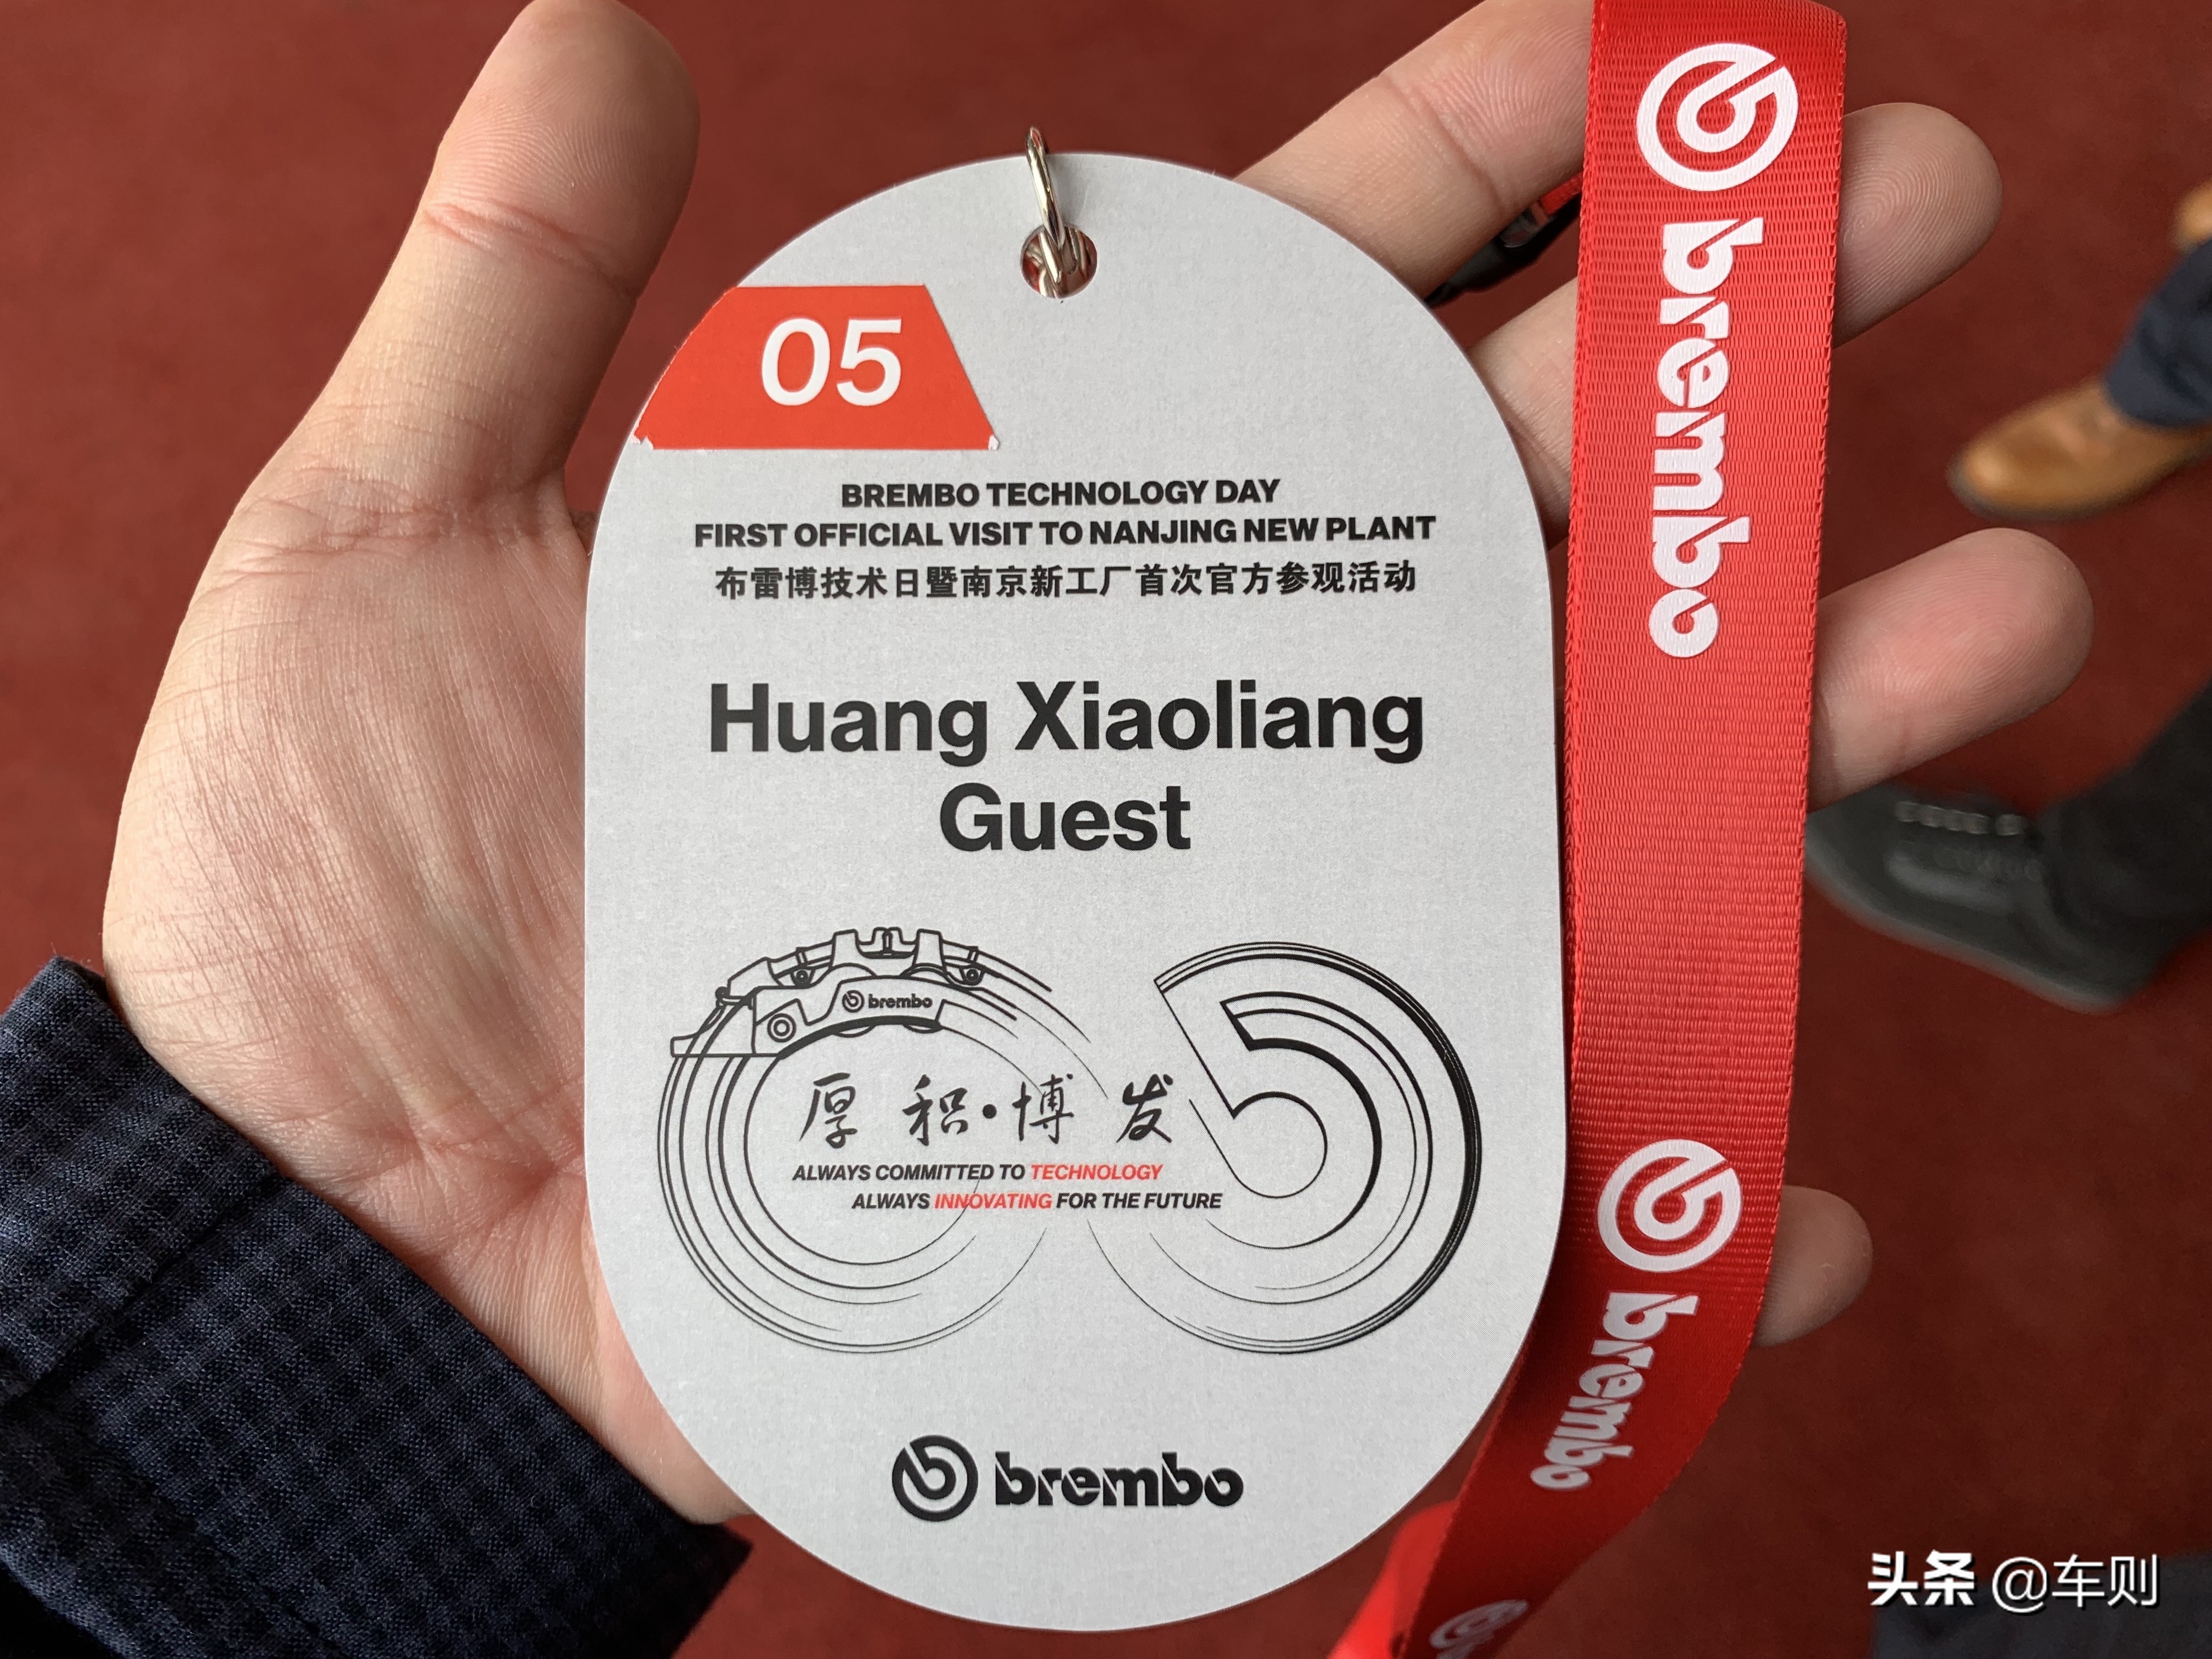 05
BREMBO TECHNOLOGY DAY
FIRST OFFICIAL VISIT TO NANJING NEW PLANT
布雷博技术日暨南京新工厂首次官方参观活动
Huang Xiaoliang
Guest
brembo
厚积·博发
ALWAYS COMMITTED TO TECHNOLOGY
ALWAYS INNOVATING FOR THE FUTURE
brembo
brembo
brembo
头条 @车则